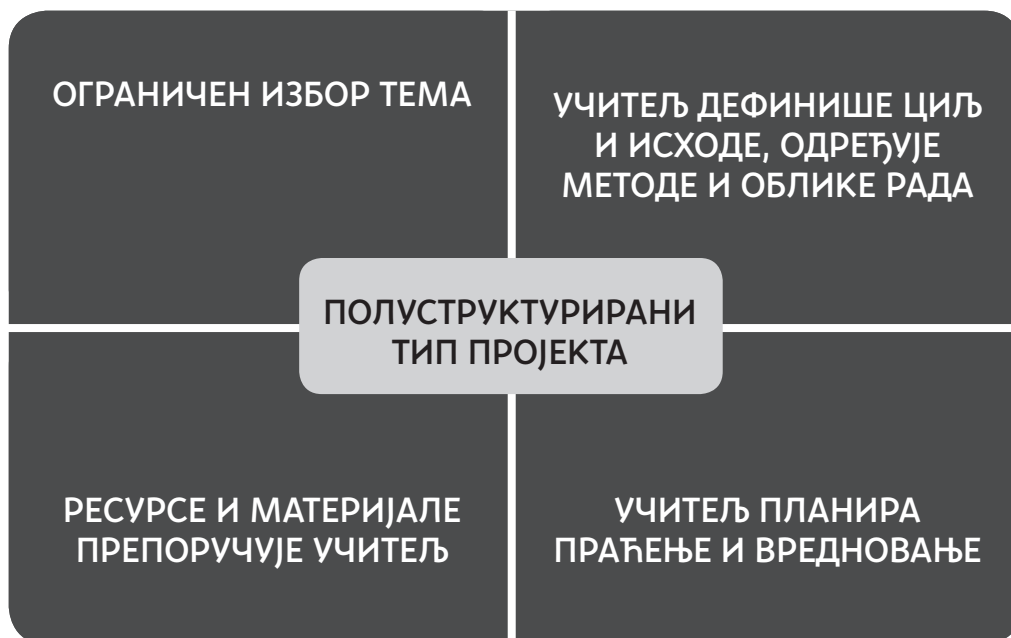 ОГРАНИЧЕН ИЗБОР ТЕМА
УЧИТЕЉ ДЕФИНИШЕ ЦИЉ
И ИСХОДЕ, ОДРЕЂУЈЕ
МЕТОДЕ И ОБЛИКЕ РАДА
ПОЛУСТРУКТУРИРАНИ
ТИП ПРОЈЕКТА
РЕСУРСЕ И МАТЕРИЈАЛЕ
ПРЕПОРУЧУЈЕ УЧИТЕЉ
УЧИТЕЉ ПЛАНИРА
ПРАЋЕЊЕ И ВРЕДНОВАЊЕ